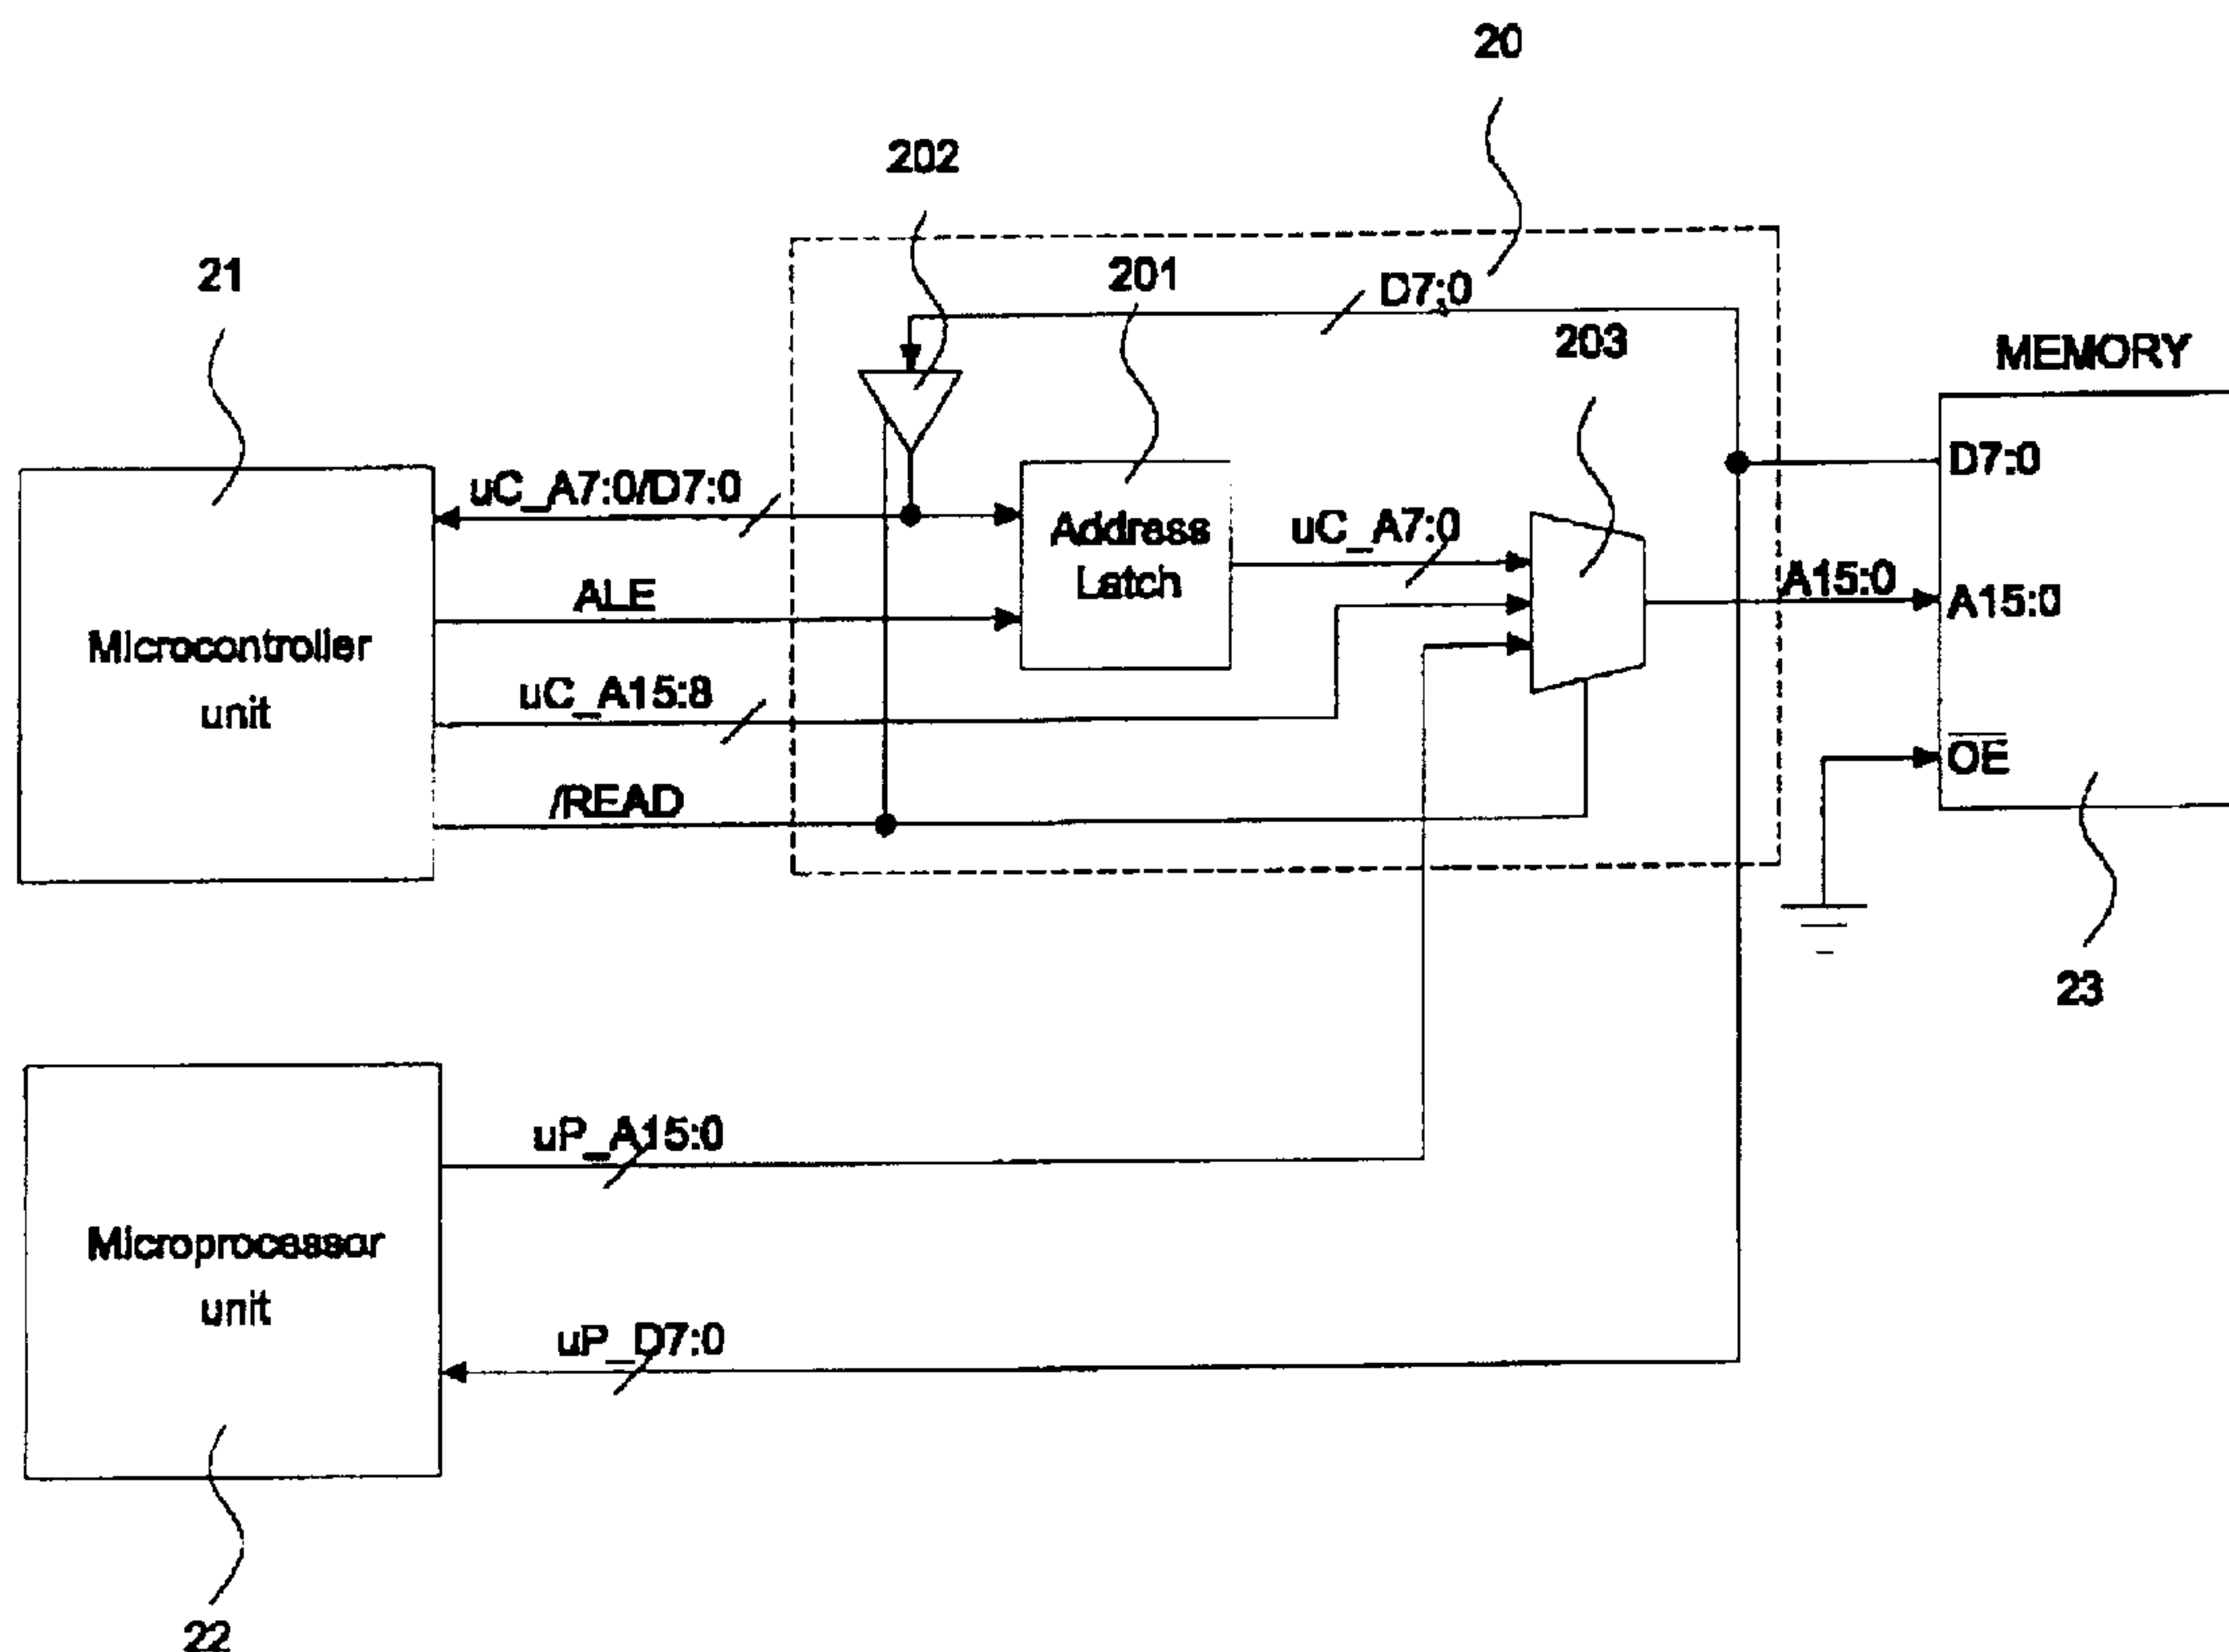 20
202
21
201
D7:0
203
MEMORY
uC_A7:0/D7:0
D7:0
Address
Latch
uC_A7:0
A15:0
A15:0
ALE
Microcontroller
unit
uC_A15:8
/READ
OE
23
uP_A15:0
Microprocessor
unit
uP_D7:0
22